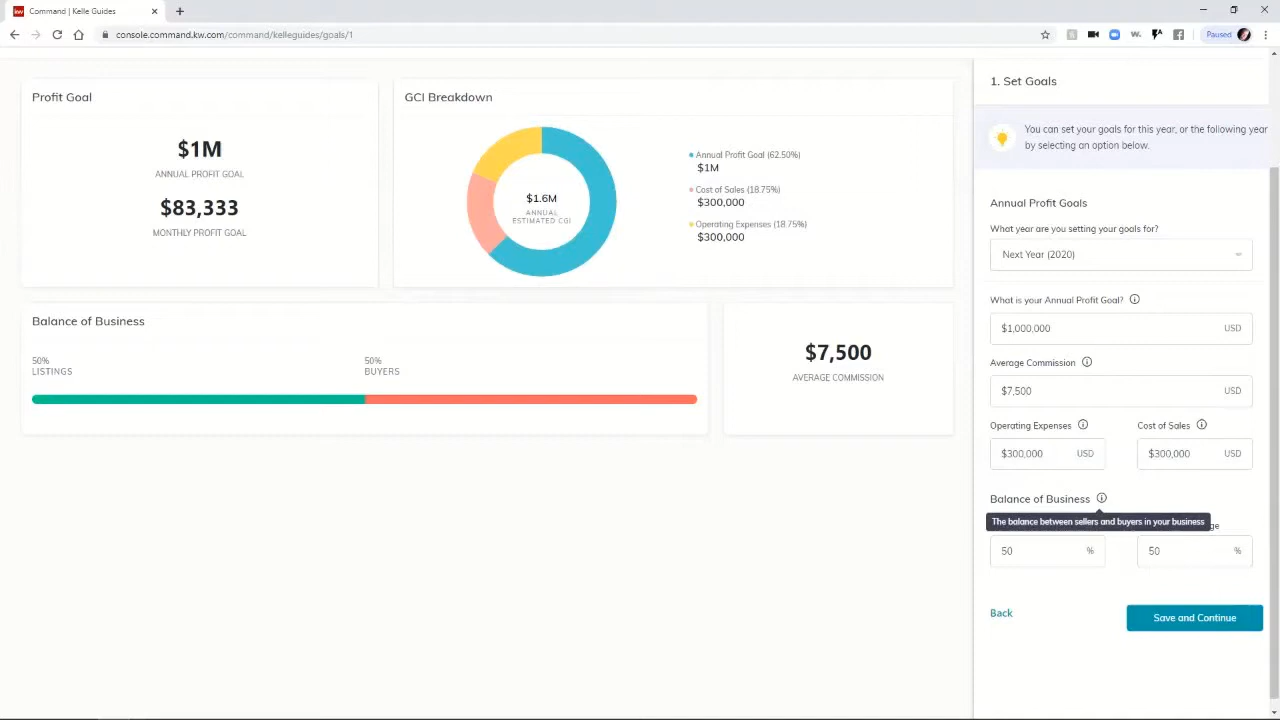 Command | Kelle Guides
console.command.kw.com/command/kelleguides/goals/1
Paused
Profit Goal
$1M
ANNUAL PROFIT GOAL
$83,333
MONTHLY PROFIT GOAL
GCI Breakdown
$1.6M
ANNUAL
ESTIMATED CGI
Annual Profit Goal (62.50%)
$1M
Cost of Sales (18.75%)
$300,000
Operating Expenses (18.75%)
$300,000
Balance of Business
50%
LISTINGS
50%
BUYERS
$7,500
AVERAGE COMMISSION
1. Set Goals
You can set your goals for this year, or the following year
by selecting an option below.
Annual Profit Goals
What year are you setting your goals for?
Next Year (2020)
What is your Annual Profit Goal?
$1,000,000 USD
Average Commission
$7,500 USD
Operating Expenses Cost of Sales
$300,000 USD $300,000 USD
Balance of Business
The balance between sellers and buyers in your business
50 % 50 %
Back Save and Continue